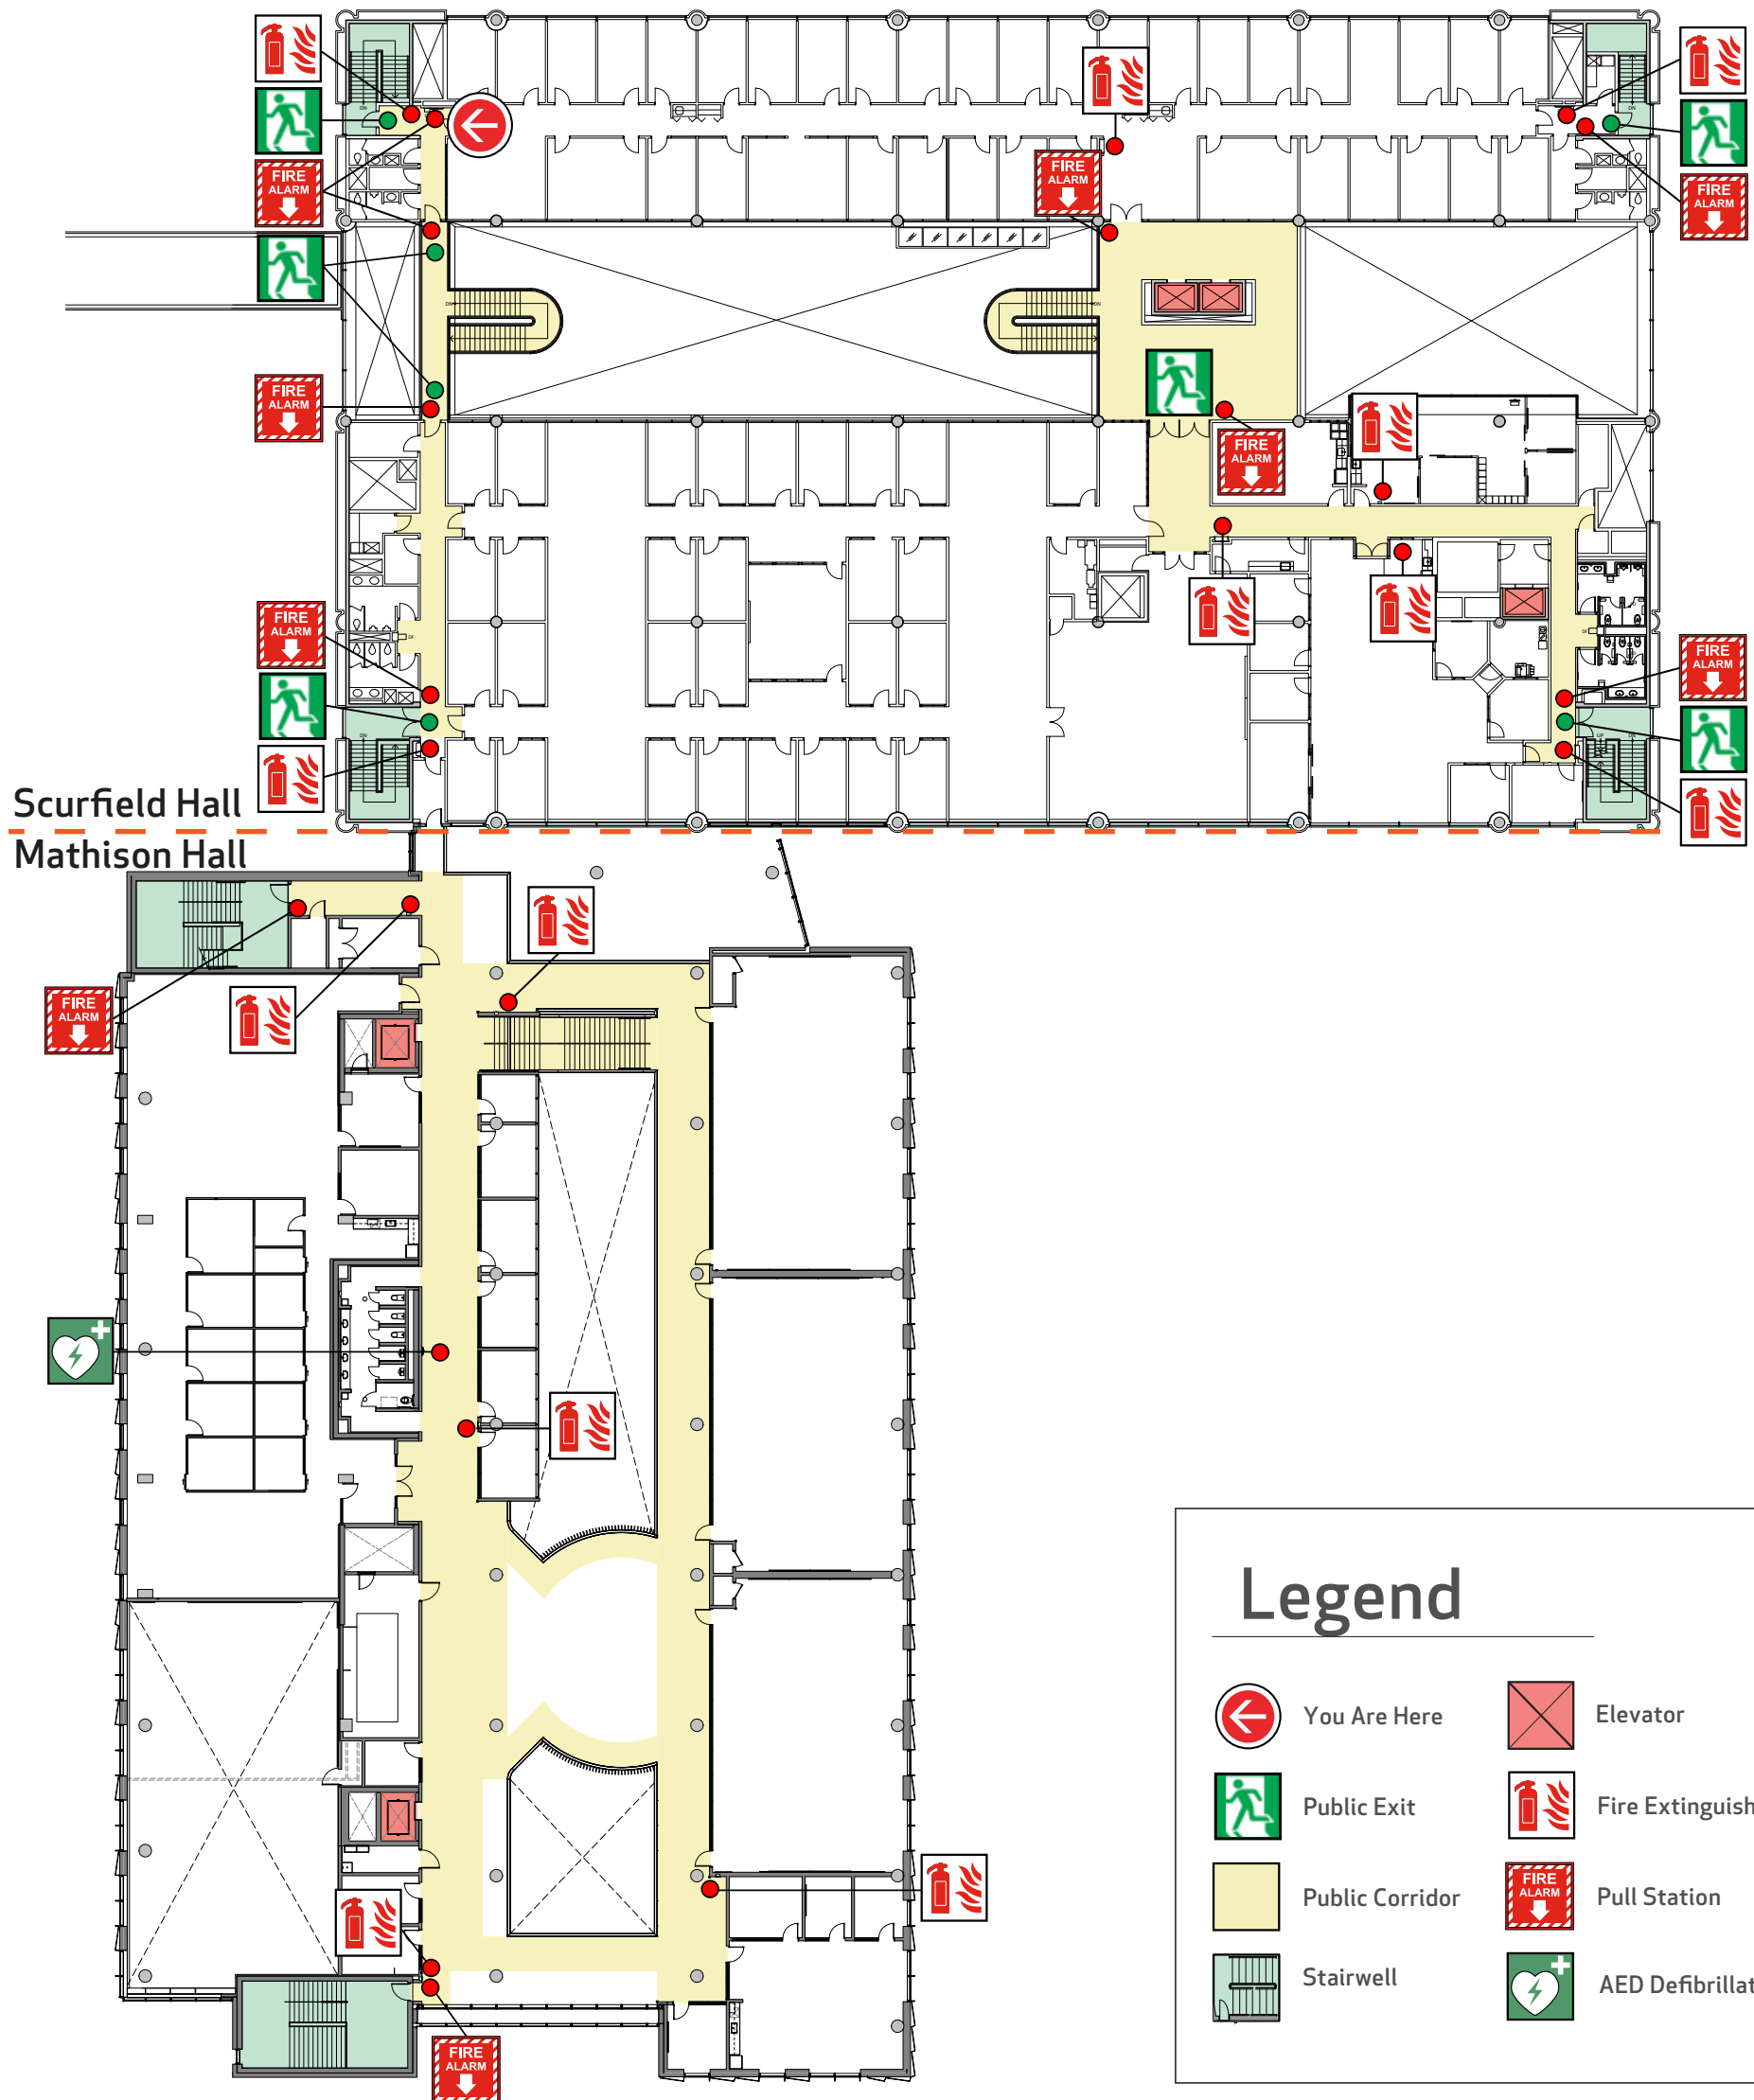 FIRE
ALARM
FIRE
ALARM
FIRE
ALARM
FIRE
ALARM
FIRE
ALARM
FIRE
ALARM
FIRE
ALARM
Scurfield Hall
Mathison Hall
FIRE
ALARM
Legend
You Are Here
Elevator
Public Exit
Fire Extinguish
Public Corridor
FIRE
ALARM
Pull Station
Stairwell
AED Defibrillat
FIRE
ALARM